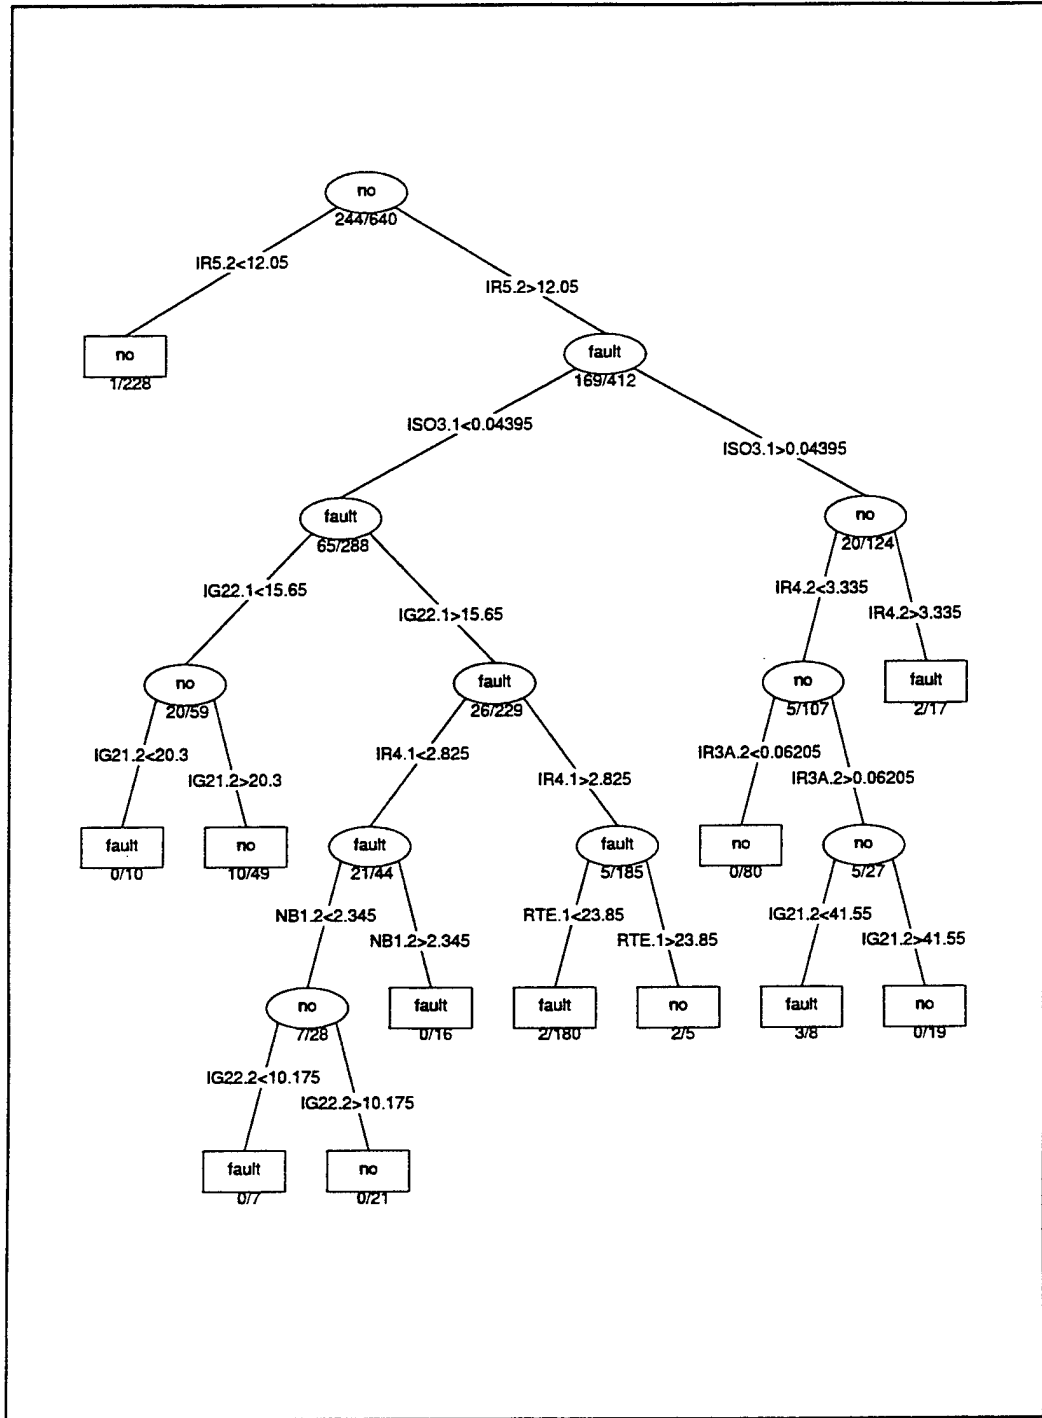 no
244/640
IR5.2<12.05
IR5.2>12.05
no
1/228
fault
169/412
ISO3.1<0.04395
ISO3.1>0.04395
fault
65/288
no
20/124
IG22.1<15.65
IG22.1>15.65
IR4.2<3.335
IR4.2>3.335
no
20/59
fault
26/229
no
5/107
fault
2/17
IG21.2<20.3
IG21.2>20.3
IR4.1<2.825
IR4.1>2.825
IR3A.2<0.06205
IR3A.2>0.06205
fault
0/10
no
10/49
fault
21/44
fault
5/185
no
0/80
no
5/27
NB1.2<2.345
NB1.2>2.345
RTE.1<23.85
RTE.1>23.85
IG21.2<41.55
IG21.2>41.55
no
7/28
fault
0/16
fault
2/180
no
2/5
fault
3/8
no
0/19
IG22.2<10.175
IG22.2>10.175
fault
0/7
no
0/21